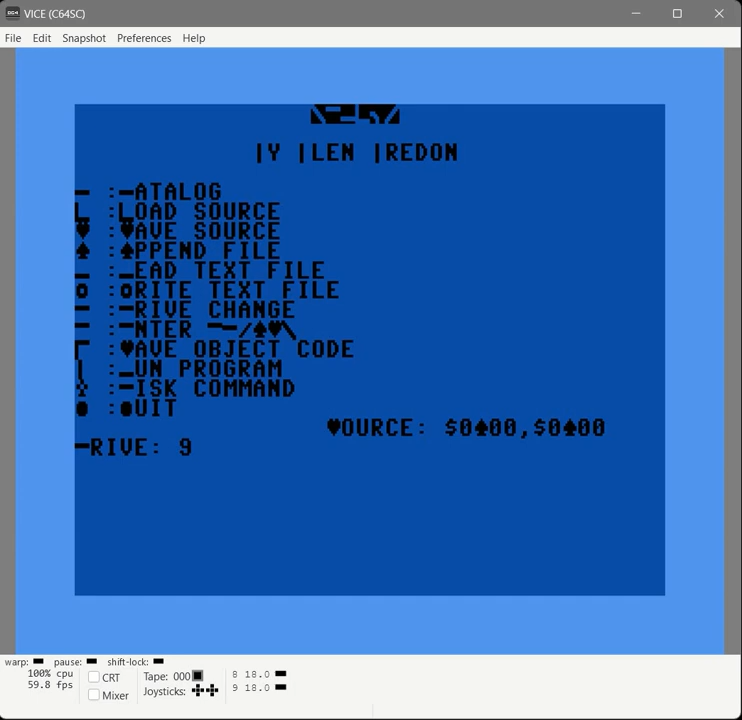 VICE (C64SC)
File Edit Snapshot Preferences Help
|Y |LEN |REDON
─ :─ATALOG
L :LOAD SOURCE
♥ :♥AVE SOURCE
♠ :♠PPEND FILE
_ :_EAD TEXT FILE
O :ORITE TEXT FILE
─ :─RIVE CHANGE
▔ :▔NTER ▔─/♠♥\
┌ :♥AVE OBJECT CODE
| :_UN PROGRAM
♣ :─ISK COMMAND
● :●UIT
♥OURCE: $0♠00,$0♠00
─RIVE: 9
warp: pause: shift-lock:
100% cpu
59.8 fps
CRT
Mixer
Tape: 000
Joysticks:
8 18.0
9 18.0